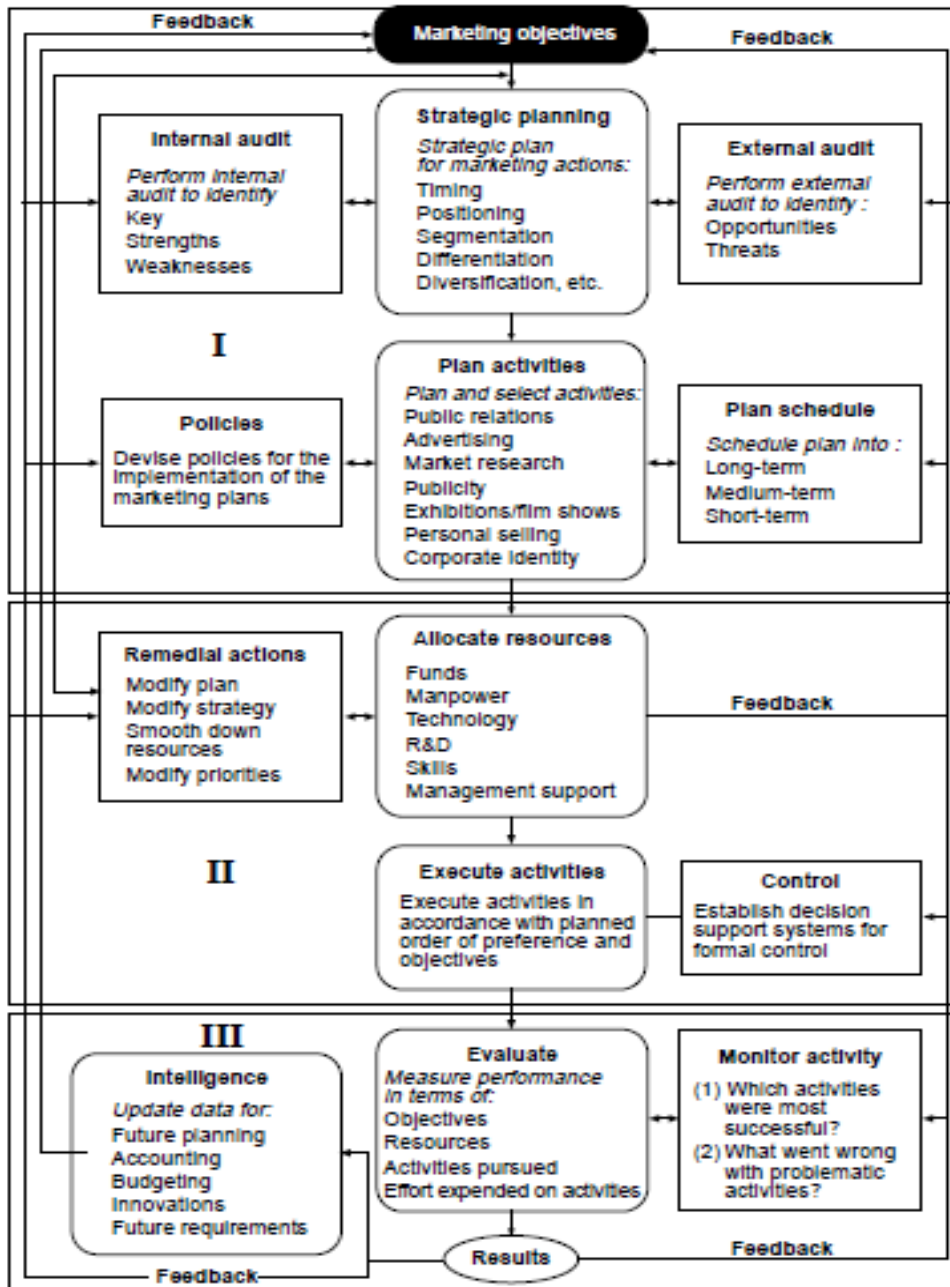 Feedback
Marketing objectives
Feedback
Internal audit
Perform internal
audit to identify
Key
Strengths
Weaknesses
Strategic planning
Strategic plan
for marketing actions:
Timing
Positioning
Segmentation
Differentiation
Diversification, etc.
External audit
Perform external
audit to identify :
Opportunities
Threats
I
Policies
Devise policies for the
implementation of the
marketing plans
Plan activities
Plan and select activities:
Public relations
Advertising
Market research
Publicity
Exhibitions/film shows
Personal selling
Corporate identity
Plan schedule
Schedule plan into :
Long-term
Medium-term
Short-term
Remedial actions
Modify plan
Modify strategy
Smooth down
resources
Modify priorities
Allocate resources
Funds
Manpower
Technology
R&D
Skills
Management support
Feedback
II
Execute activities
Execute activities in
accordance with planned
order of preference and
objectives
Control
Establish decision
support systems for
formal control
III
Intelligence
Update data for:
Future planning
Accounting
Budgeting
Innovations
Future requirements
Evaluate
Measure performance
in terms of:
Objectives
Resources
Activities pursued
Effort expended on activities
Monitor activity
(1) Which activities
were most
successful?
(2) What went wrong
with problematic
activities?
Feedback
Results
Feedback